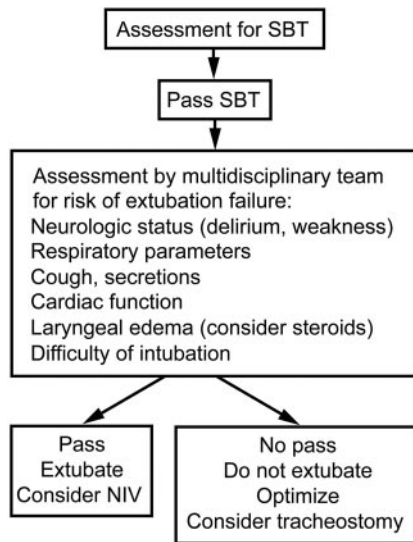 Assessment for SBT
Pass SBT
Assessment by multidisciplinary team
for risk of extubation failure:
Neurologic status (delirium, weakness)
Respiratory parameters
Cough, secretions
Cardiac function
Laryngeal edema (consider steroids)
Difficulty of intubation
Pass
Extubate
Consider NIV
No pass
Do not extubate
Optimize
Consider tracheostomy